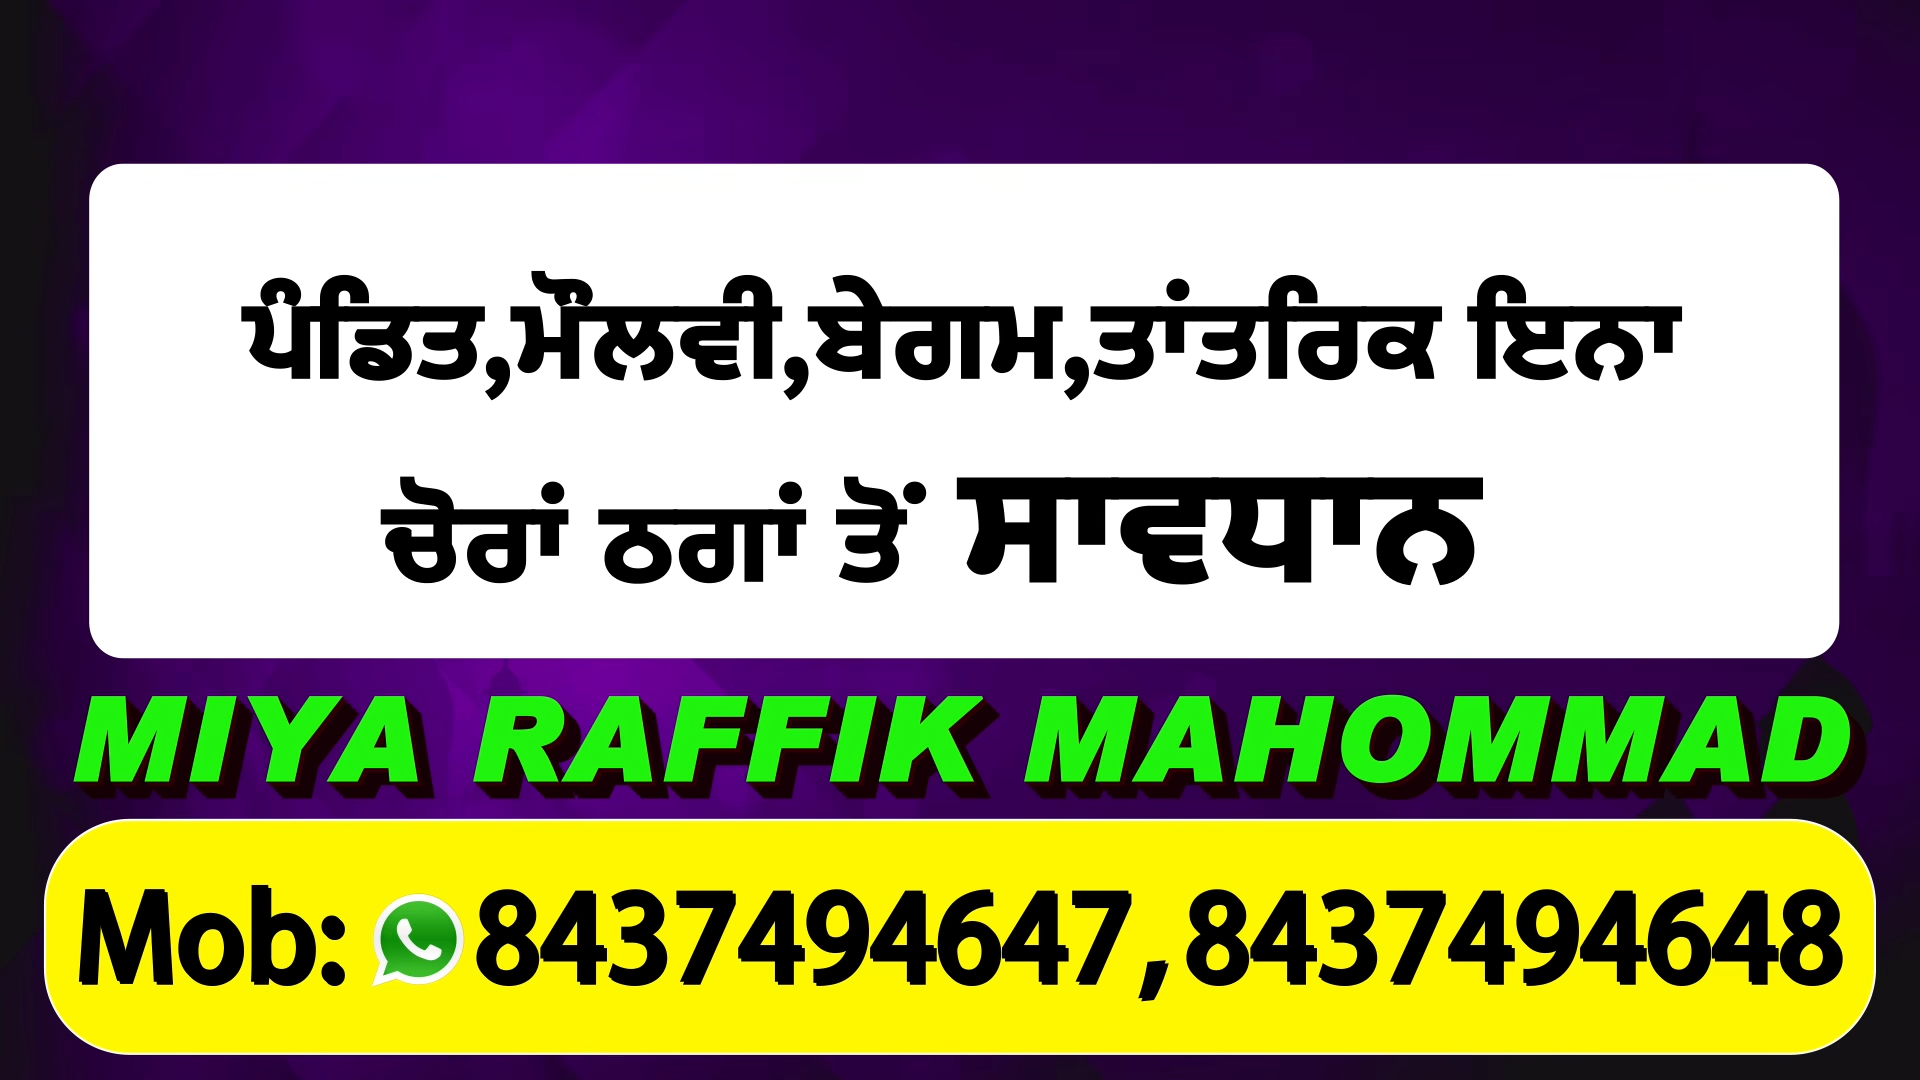 ਪੰਡਿਤ,ਮੌਲਵੀ,ਬੇਗਮ,ਤਾਂਤਰਿਕ ਇਨਾ
ਚੋਰਾਂ ਠਗਾਂ ਤੋਂ ਸਾਵਧਾਨ
MIYA RAFFIK MAHOMMAD
Mob: 8437494647, 8437494648